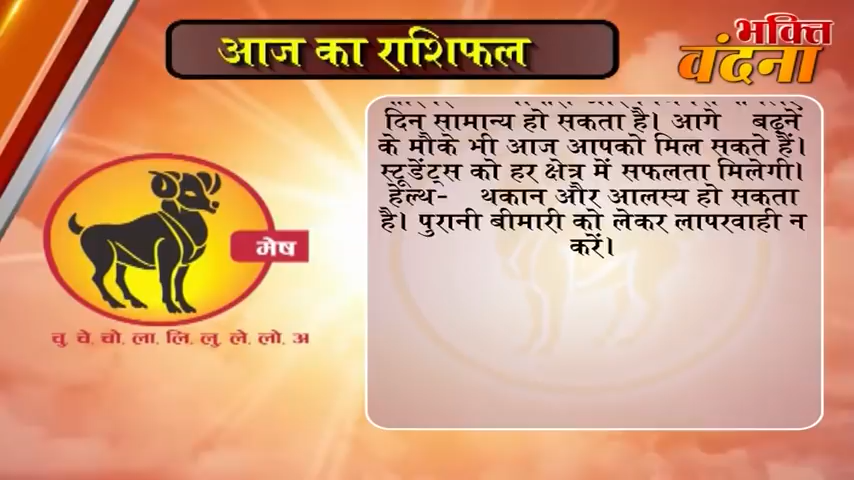 आज का राशिफल
भक्ति
वंदना
दिन सामान्य हो सकता है। आगे बढ़ने
के मौके भी आज आपको मिल सकते हैं।
स्टूडेंट्स को हर क्षेत्र में सफलता मिलेगी।
हेल्थ- थकान और आलस्य हो सकता
है। पुरानी बीमारी को लेकर लापरवाही न
करें।
मेष
चु, चे, चो, ला, लि, लु, ले, लो, अ